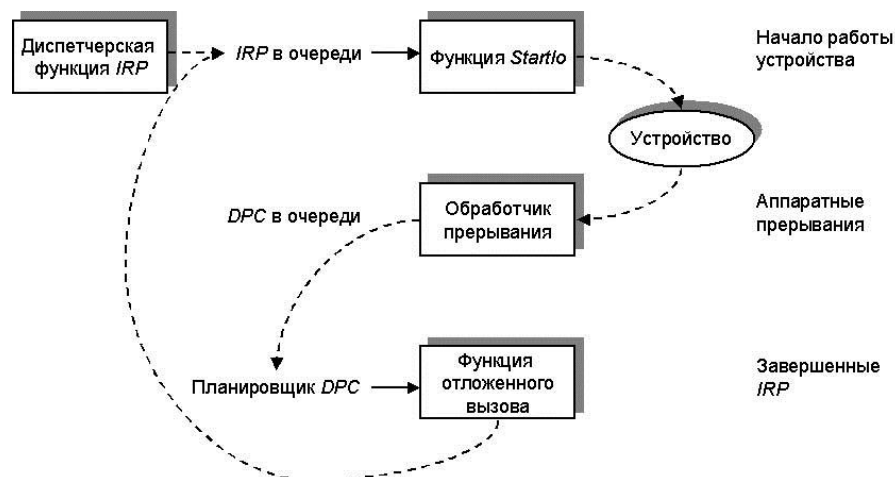 Диспетчерская
функция IRP
IRP в очереди
Функция StartIo
Начало работы
устройства
Устройство
DPC в очереди
Обработчик
прерывания
Аппаратные
прерывания
Планировщик DPC
Функция
отложенного
вызова
Завершенные
IRP